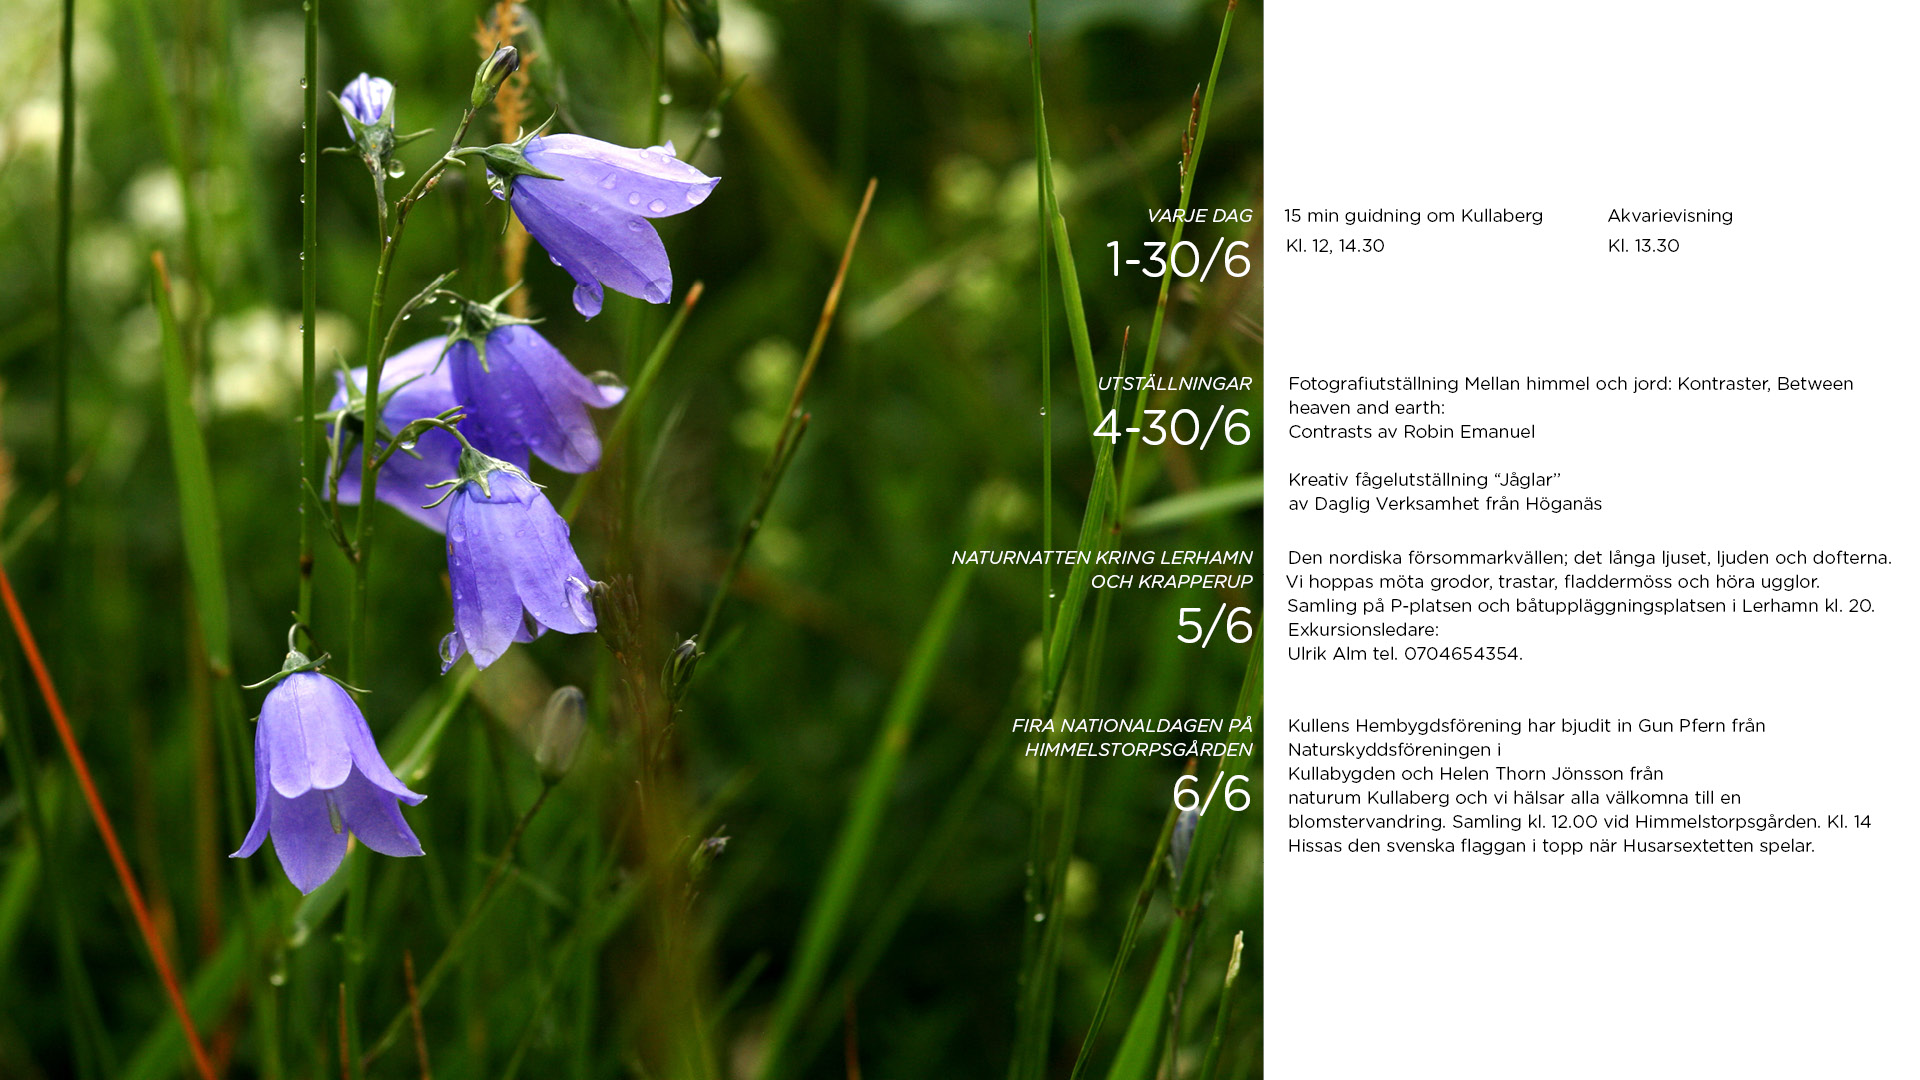 VARJE DAG
1-30/6
15 min guidning om Kullaberg
Kl. 12, 14.30
Akvarievisning
Kl. 13.30
UTSTÄLLNINGAR
4-30/6
Fotografiutställning Mellan himmel och jord: Kontraster, Between
heaven and earth:
Contrasts av Robin Emanuel
Kreativ fågelutställning “Jåglar”
av Daglig Verksamhet från Höganäs
NATURNATTEN KRING LERHAMN
OCH KRAPPERUP
5/6
Den nordiska försommarkvällen; det långa ljuset, ljuden och dofterna.
Vi hoppas möta grodor, trastar, fladdermöss och höra ugglor.
Samling på P-platsen och båtuppläggningsplatsen i Lerhamn kl. 20.
Exkursionsledare:
Ulrik Alm tel. 0704654354.
FIRA NATIONALDAGEN PÅ
HIMMELSTORPSGÅRDEN
6/6
Kullens Hembygdsförening har bjudit in Gun Pfern från
Naturskyddsföreningen i
Kullabygden och Helen Thorn Jönsson från
naturum Kullaberg och vi hälsar alla välkomna till en
blomstervandring. Samling kl. 12.00 vid Himmelstorpsgården. Kl. 14
Hissas den svenska flaggan i topp när Husarsextetten spelar.